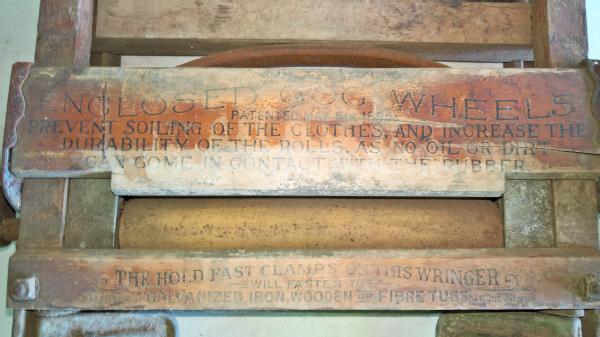 ENCLOSED COG WHEELS
PATENTED
PREVENT SOILING OF THE CLOTHES, AND INCREASE THE
DURABILITY OF THE ROLLS, AS NO OIL OR DIRT
CAN COME IN CONTACT WITH THE RUBBER
THE HOLD FAST CLAMPS ON THIS WRINGER
WILL FASTEN TO
GALVANIZED IRON, WOODEN OR FIBRE TUBS